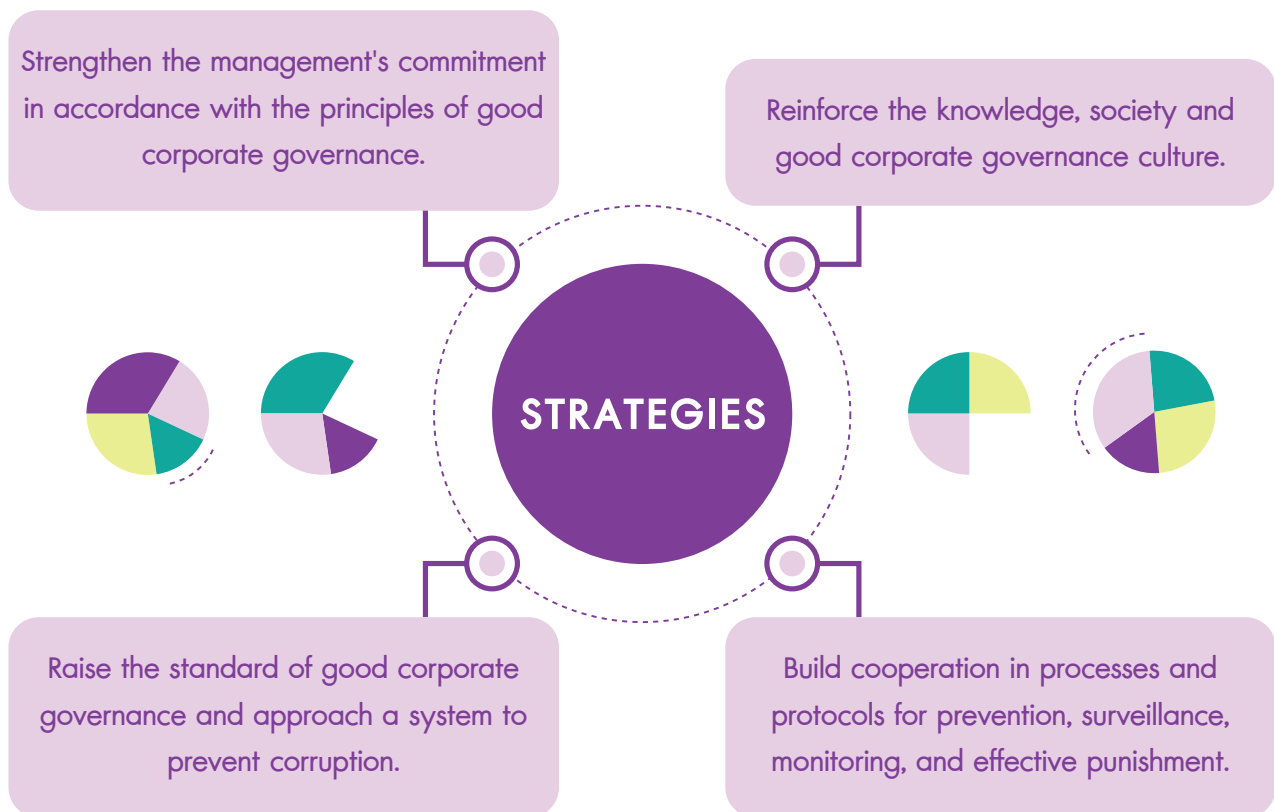 Strengthen the management's commitment
in accordance with the principles of good
corporate governance.
Reinforce the knowledge, society and
good corporate governance culture.
STRATEGIES
Raise the standard of good corporate
governance and approach a system to
prevent corruption.
Build cooperation in processes and
protocols for prevention, surveillance,
monitoring, and effective punishment.